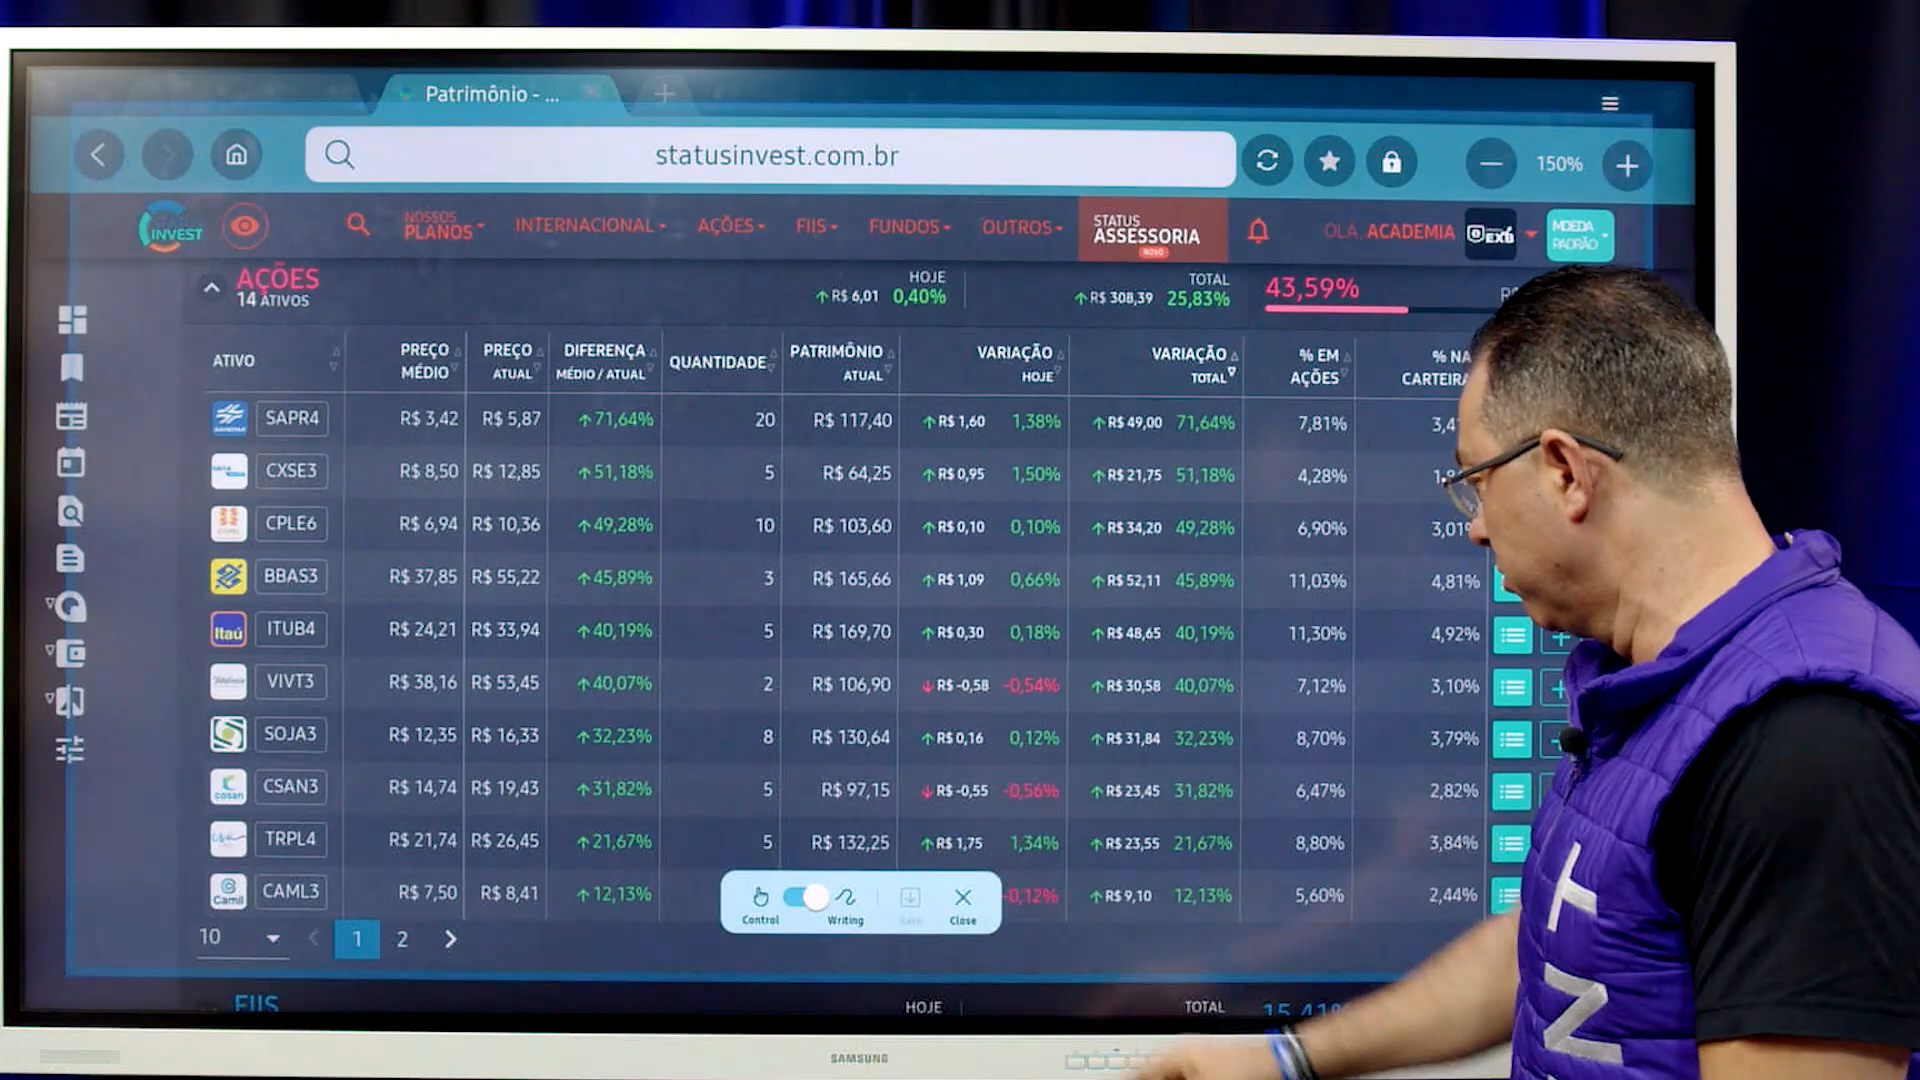 Patrimônio - ...
statusinvest.com.br
150%
INVEST
NOSSOS PLANOS
INTERNACIONAL
AÇÕES
FIIS
FUNDOS
OUTROS
STATUS ASSESSORIA
NOVO
OLÁ, ACADEMIA
EXB
MOEDA PADRÃO
AÇÕES
14 ATIVOS
HOJE
R$ 6,01 0,40%
TOTAL
R$ 308,39 25,83%
43,59%
ATIVO PREÇO MÉDIO PREÇO ATUAL DIFERENÇA MÉDIO / ATUAL QUANTIDADE PATRIMÔNIO ATUAL VARIAÇÃO HOJE VARIAÇÃO TOTAL % EM AÇÕES % NA CARTEIRA
SAPR4 R$ 3,42 R$ 5,87 71,64% 20 R$ 117,40 R$ 1,60 1,38% R$ 49,00 71,64% 7,81%
CXSE3 R$ 8,50 R$ 12,85 51,18% 5 R$ 64,25 R$ 0,95 1,50% R$ 21,75 51,18% 4,28%
CPLE6 R$ 6,94 R$ 10,36 49,28% 10 R$ 103,60 R$ 0,10 0,10% R$ 34,20 49,28% 6,90% 3,01%
BBAS3 R$ 37,85 R$ 55,22 45,89% 3 R$ 165,66 R$ 1,09 0,66% R$ 52,11 45,89% 11,03% 4,81%
Itaú ITUB4 R$ 24,21 R$ 33,94 40,19% 5 R$ 169,70 R$ 0,30 0,18% R$ 48,65 40,19% 11,30% 4,92%
VIVT3 R$ 38,16 R$ 53,45 40,07% 2 R$ 106,90 R$ -0,58 -0,54% R$ 30,58 40,07% 7,12% 3,10%
SOJA3 R$ 12,35 R$ 16,33 32,23% 8 R$ 130,64 R$ 0,16 0,12% R$ 31,84 32,23% 8,70% 3,79%
cosan CSAN3 R$ 14,74 R$ 19,43 31,82% 5 R$ 97,15 R$ -0,55 -0,56% R$ 23,45 31,82% 6,47% 2,82%
TRPL4 R$ 21,74 R$ 26,45 21,67% 5 R$ 132,25 R$ 1,75 1,34% R$ 23,55 21,67% 8,80% 3,84%
Camil CAML3 R$ 7,50 R$ 8,41 12,13% -0,12% R$ 9,10 12,13% 5,60% 2,44%
Control Writing Save Close
10 1 2
FIIS HOJE TOTAL 15,41%
SAMSUNG